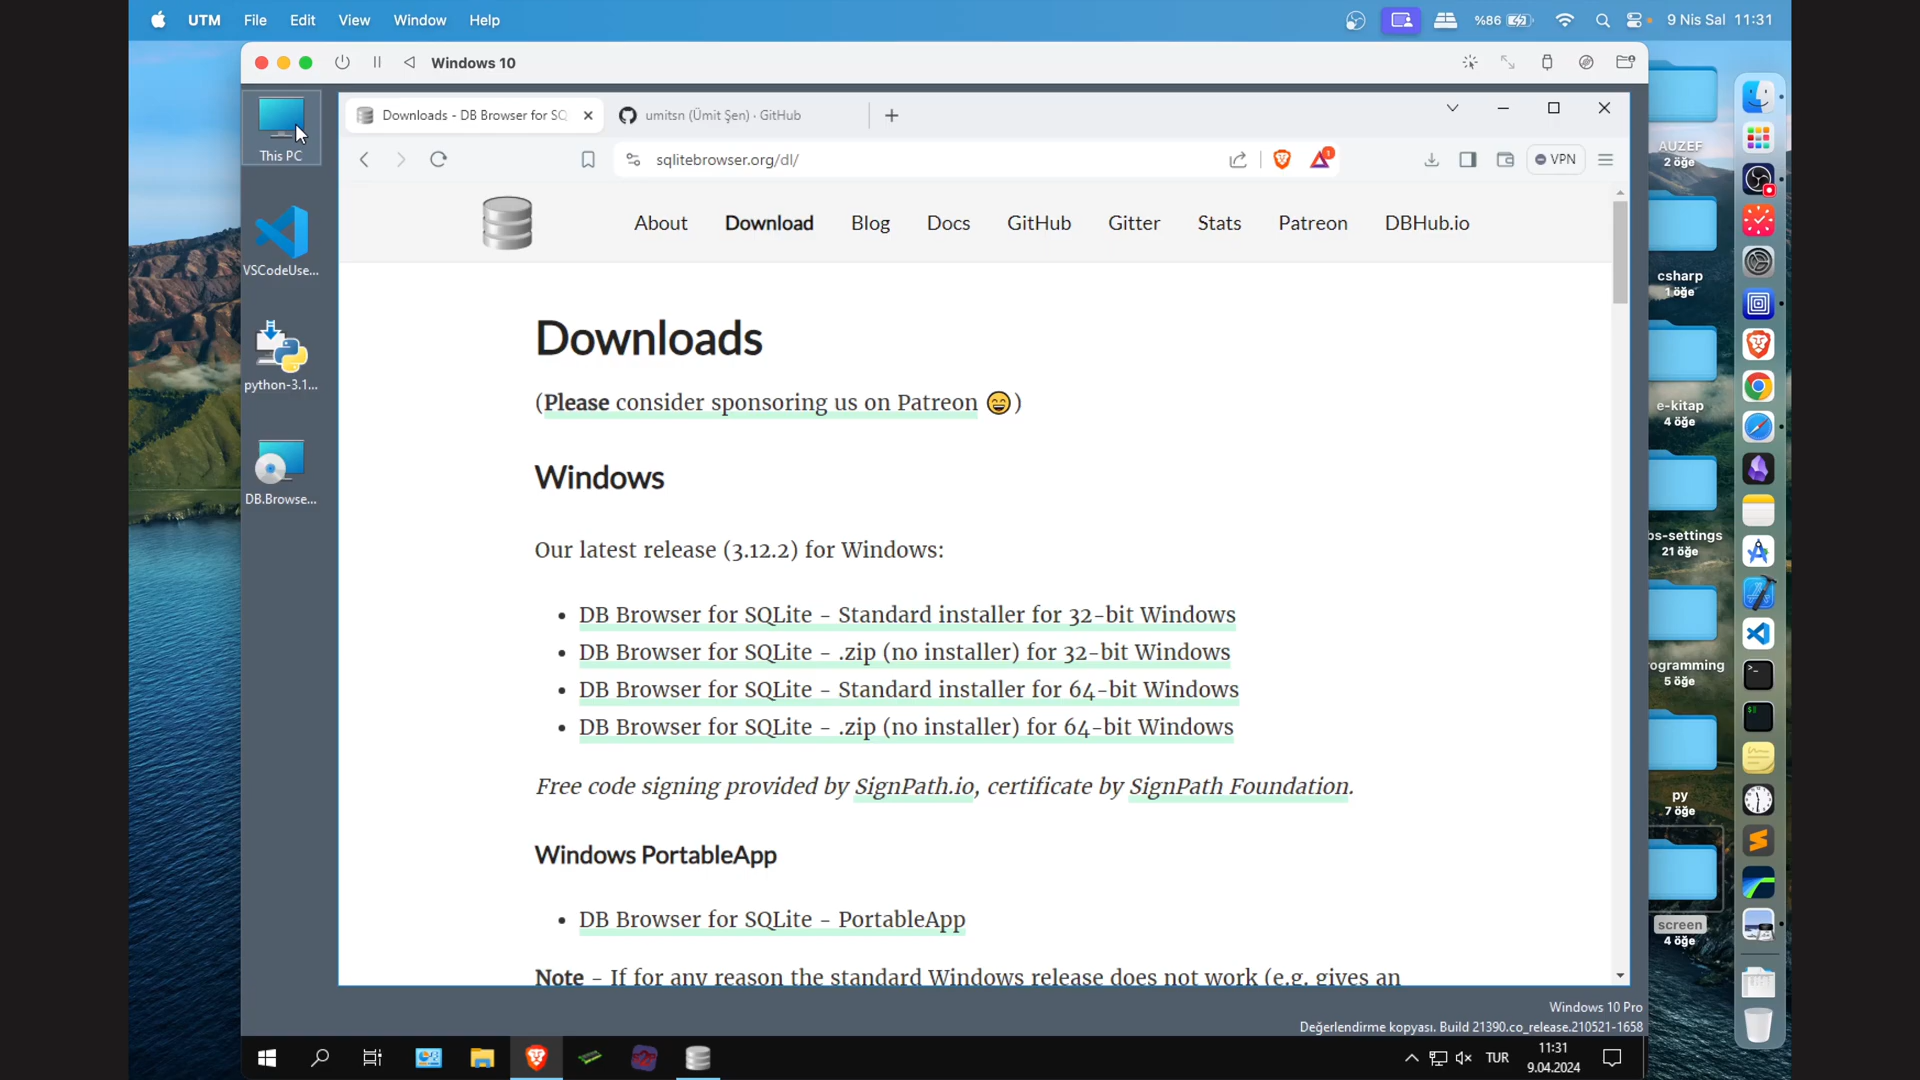 UTM File Edit View Window Help
%86
9 Nis Sal 11:31
Windows 10
Downloads - DB Browser for SQ
umitsn (Ümit Şen) · GitHub
sqlitebrowser.org/dl/
1
VPN
This PC
VSCodeUse...
python-3.1...
DB.Browse...
About Download Blog Docs GitHub Gitter Stats Patreon DBHub.io
Downloads
(Please consider sponsoring us on Patreon 😄)
Windows
Our latest release (3.12.2) for Windows:
• DB Browser for SQLite - Standard installer for 32-bit Windows
• DB Browser for SQLite - .zip (no installer) for 32-bit Windows
• DB Browser for SQLite - Standard installer for 64-bit Windows
• DB Browser for SQLite - .zip (no installer) for 64-bit Windows
Free code signing provided by SignPath.io, certificate by SignPath Foundation.
Windows PortableApp
• DB Browser for SQLite - PortableApp
Note - If for any reason the standard Windows release does not work (e.g. gives an
AUZEF
2 öğe
csharp
1 öğe
e-kitap
4 öğe
bs-settings
21 öğe
ogramming
5 öğe
py
7 öğe
screen
4 öğe
Windows 10 Pro
Değerlendirme kopyası. Build 21390.co_release.210521-1658
TUR
11:31
9.04.2024